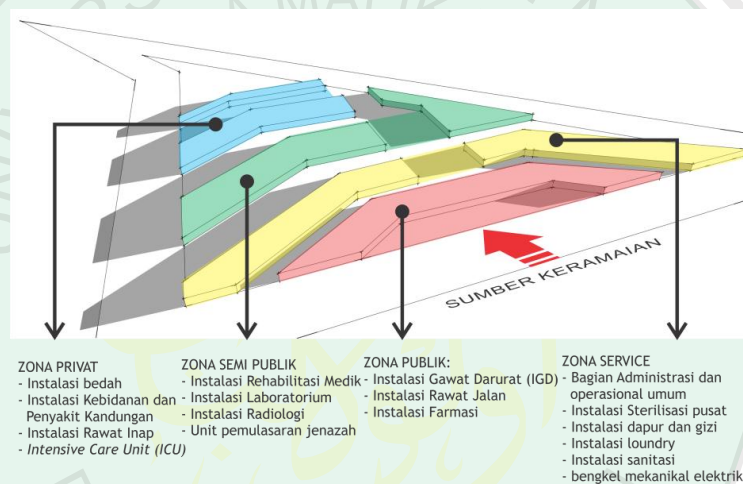 SUMBER KERAMAIAN
ZONA PRIVAT
- Instalasi bedah
- Instalasi Kebidanan dan
Penyakit Kandungan
- Instalasi Rawat Inap
- Intensive Care Unit (ICU)
ZONA SEMI PUBLIK
- Instalasi Rehabilitasi Medik
- Instalasi Laboratorium
- Instalasi Radiologi
- Unit pemulasaran jenazah
ZONA PUBLIK:
- Instalasi Gawat Darurat (IGD)
- Instalasi Rawat Jalan
- Instalasi Farmasi
ZONA SERVICE
- Bagian Administrasi dan
operasional umum
- Instalasi Sterilisasi pusat
- Instalasi dapur dan gizi
- Instalasi loundry
- Instalasi sanitasi
- bengkel mekanikal elektrik